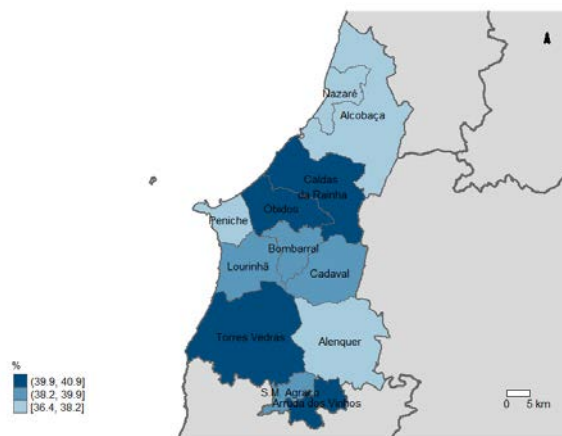 Nazaré
Alcobaça
Caldas
da Rainha
Óbidos
Peniche
Bombarral
Lourinhã
Cadaval
Torres Vedras
Alenquer
S.M. Agraço
Arruda dos Vinhos
%
(39.9, 40.9]
(38.2, 39.9]
[36.4, 38.2]
0 5 km